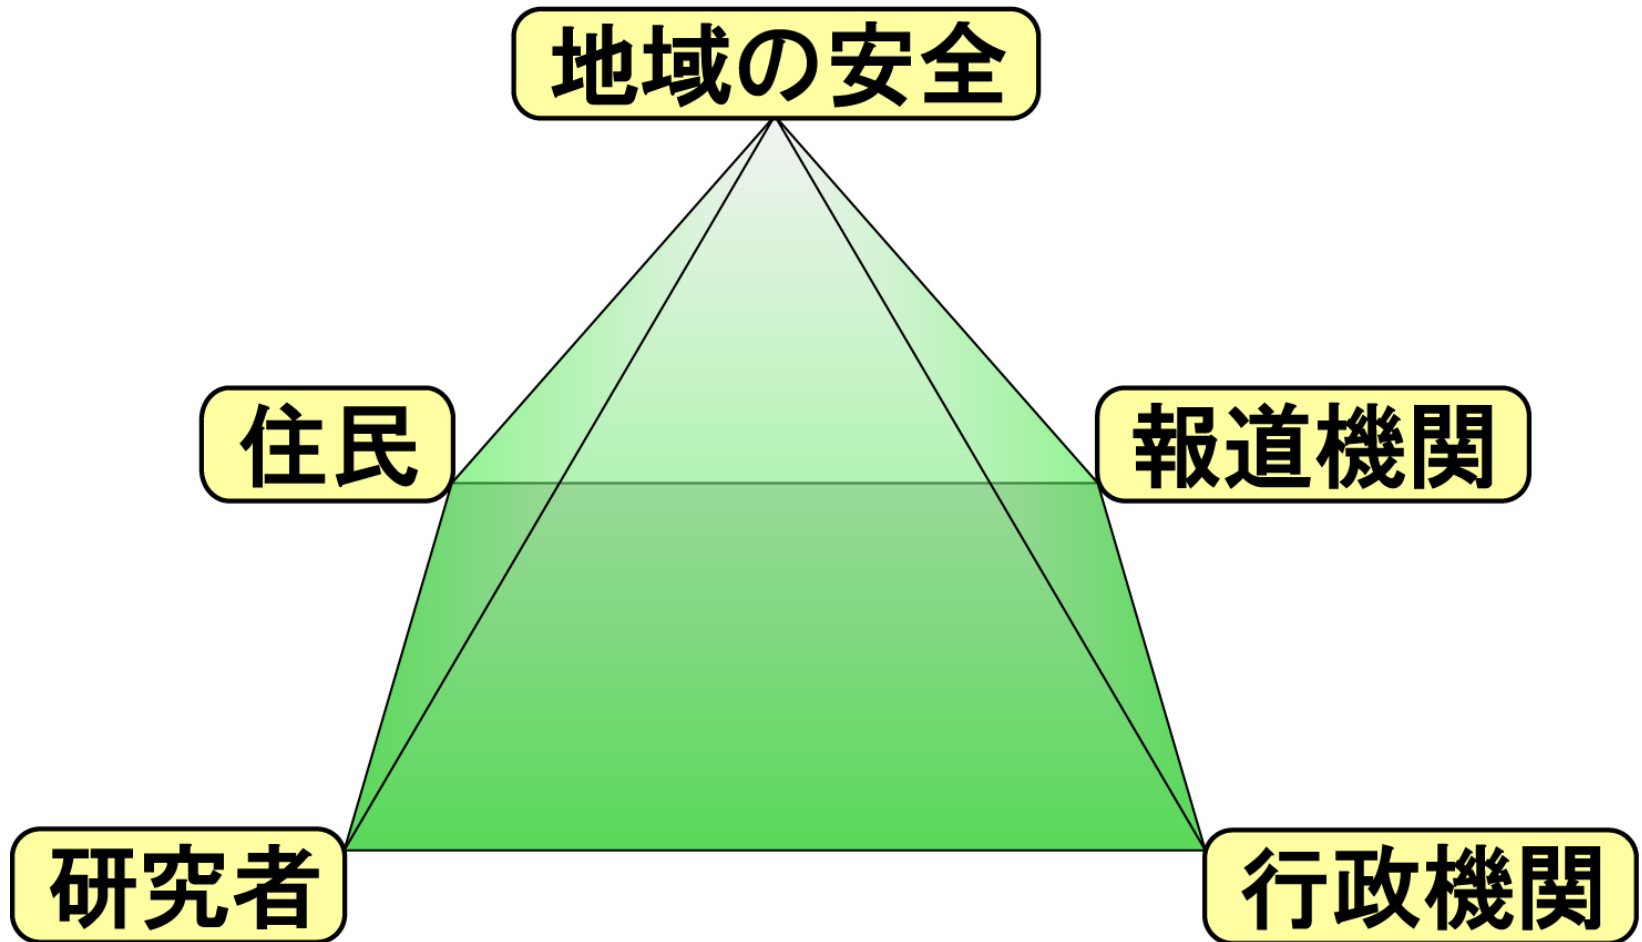 地域の安全
住民
報道機関
研究者
行政機関